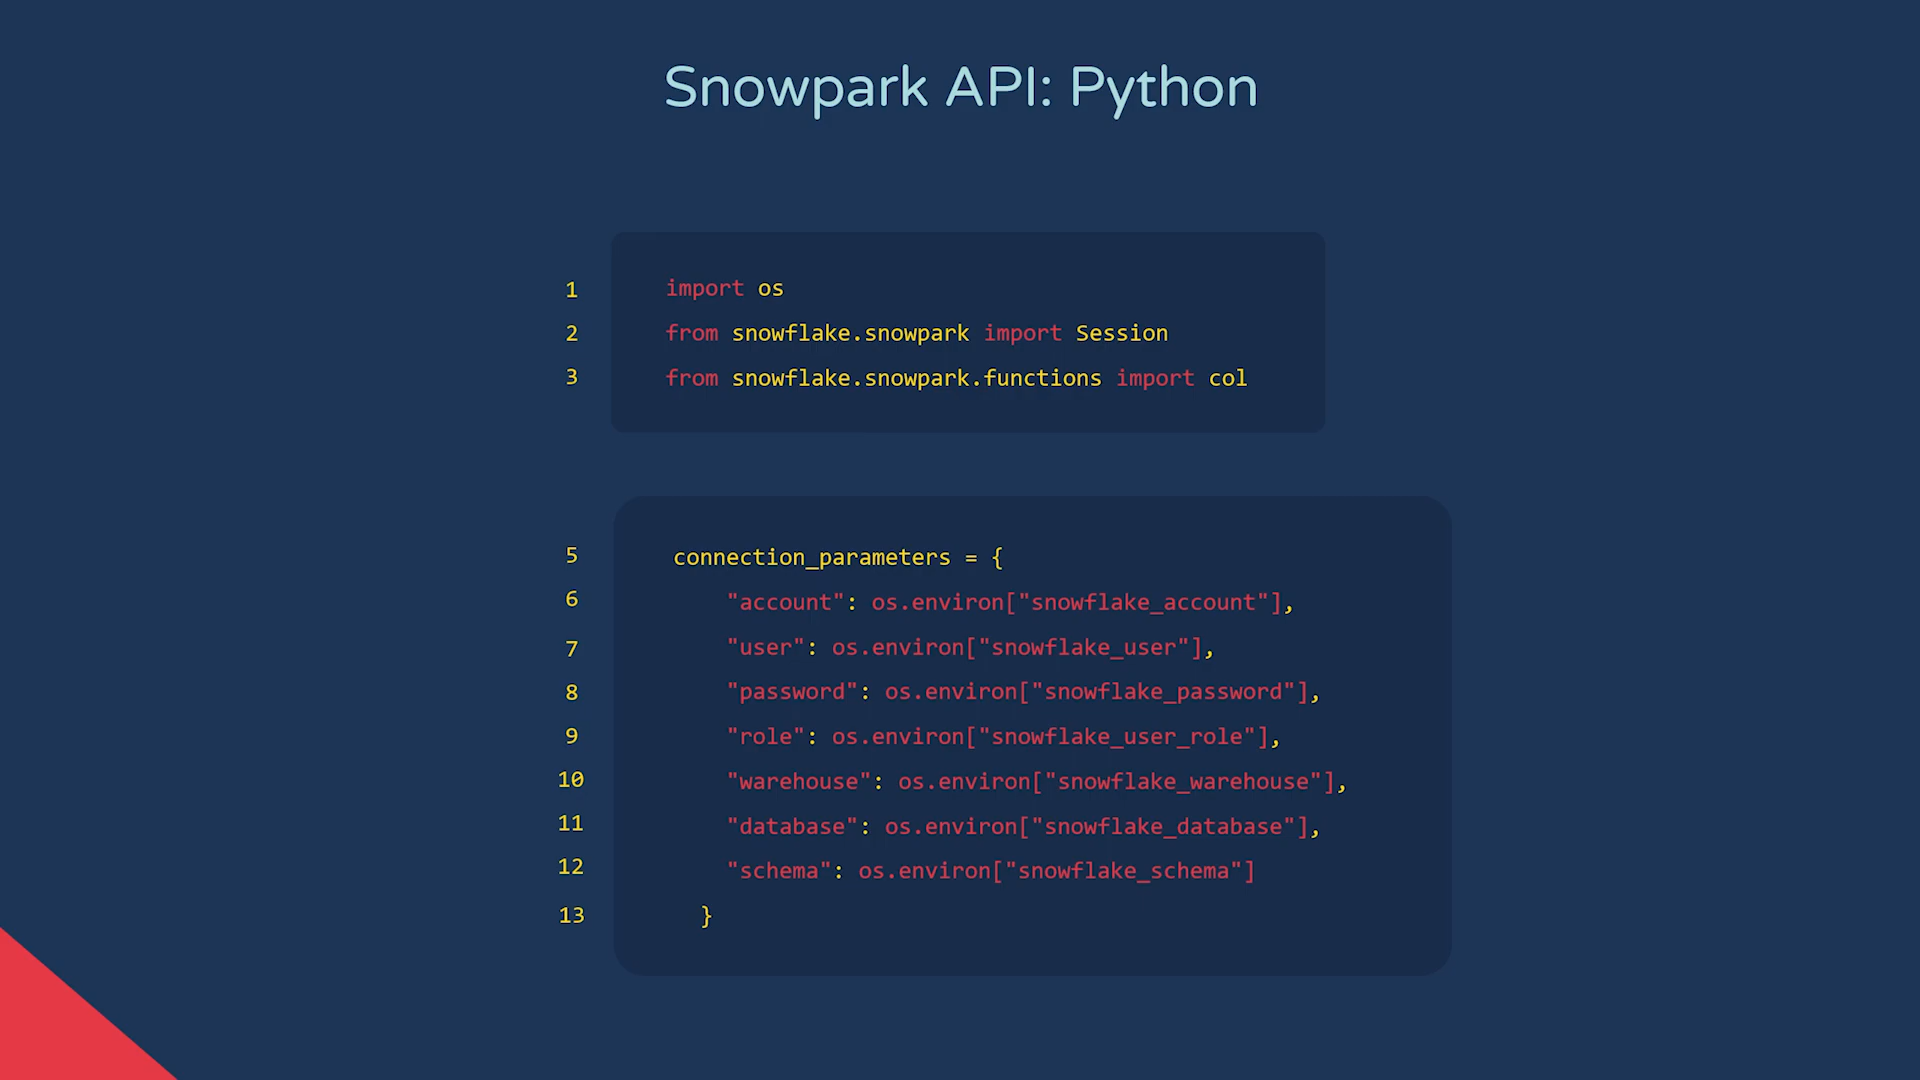 Snowpark API: Python
1 import os
2 from snowflake.snowpark import Session
3 from snowflake.snowpark.functions import col
5 connection_parameters = {
6 "account": os.environ["snowflake_account"],
7 "user": os.environ["snowflake_user"],
8 "password": os.environ["snowflake_password"],
9 "role": os.environ["snowflake_user_role"],
10 "warehouse": os.environ["snowflake_warehouse"],
11 "database": os.environ["snowflake_database"],
12 "schema": os.environ["snowflake_schema"]
13 }